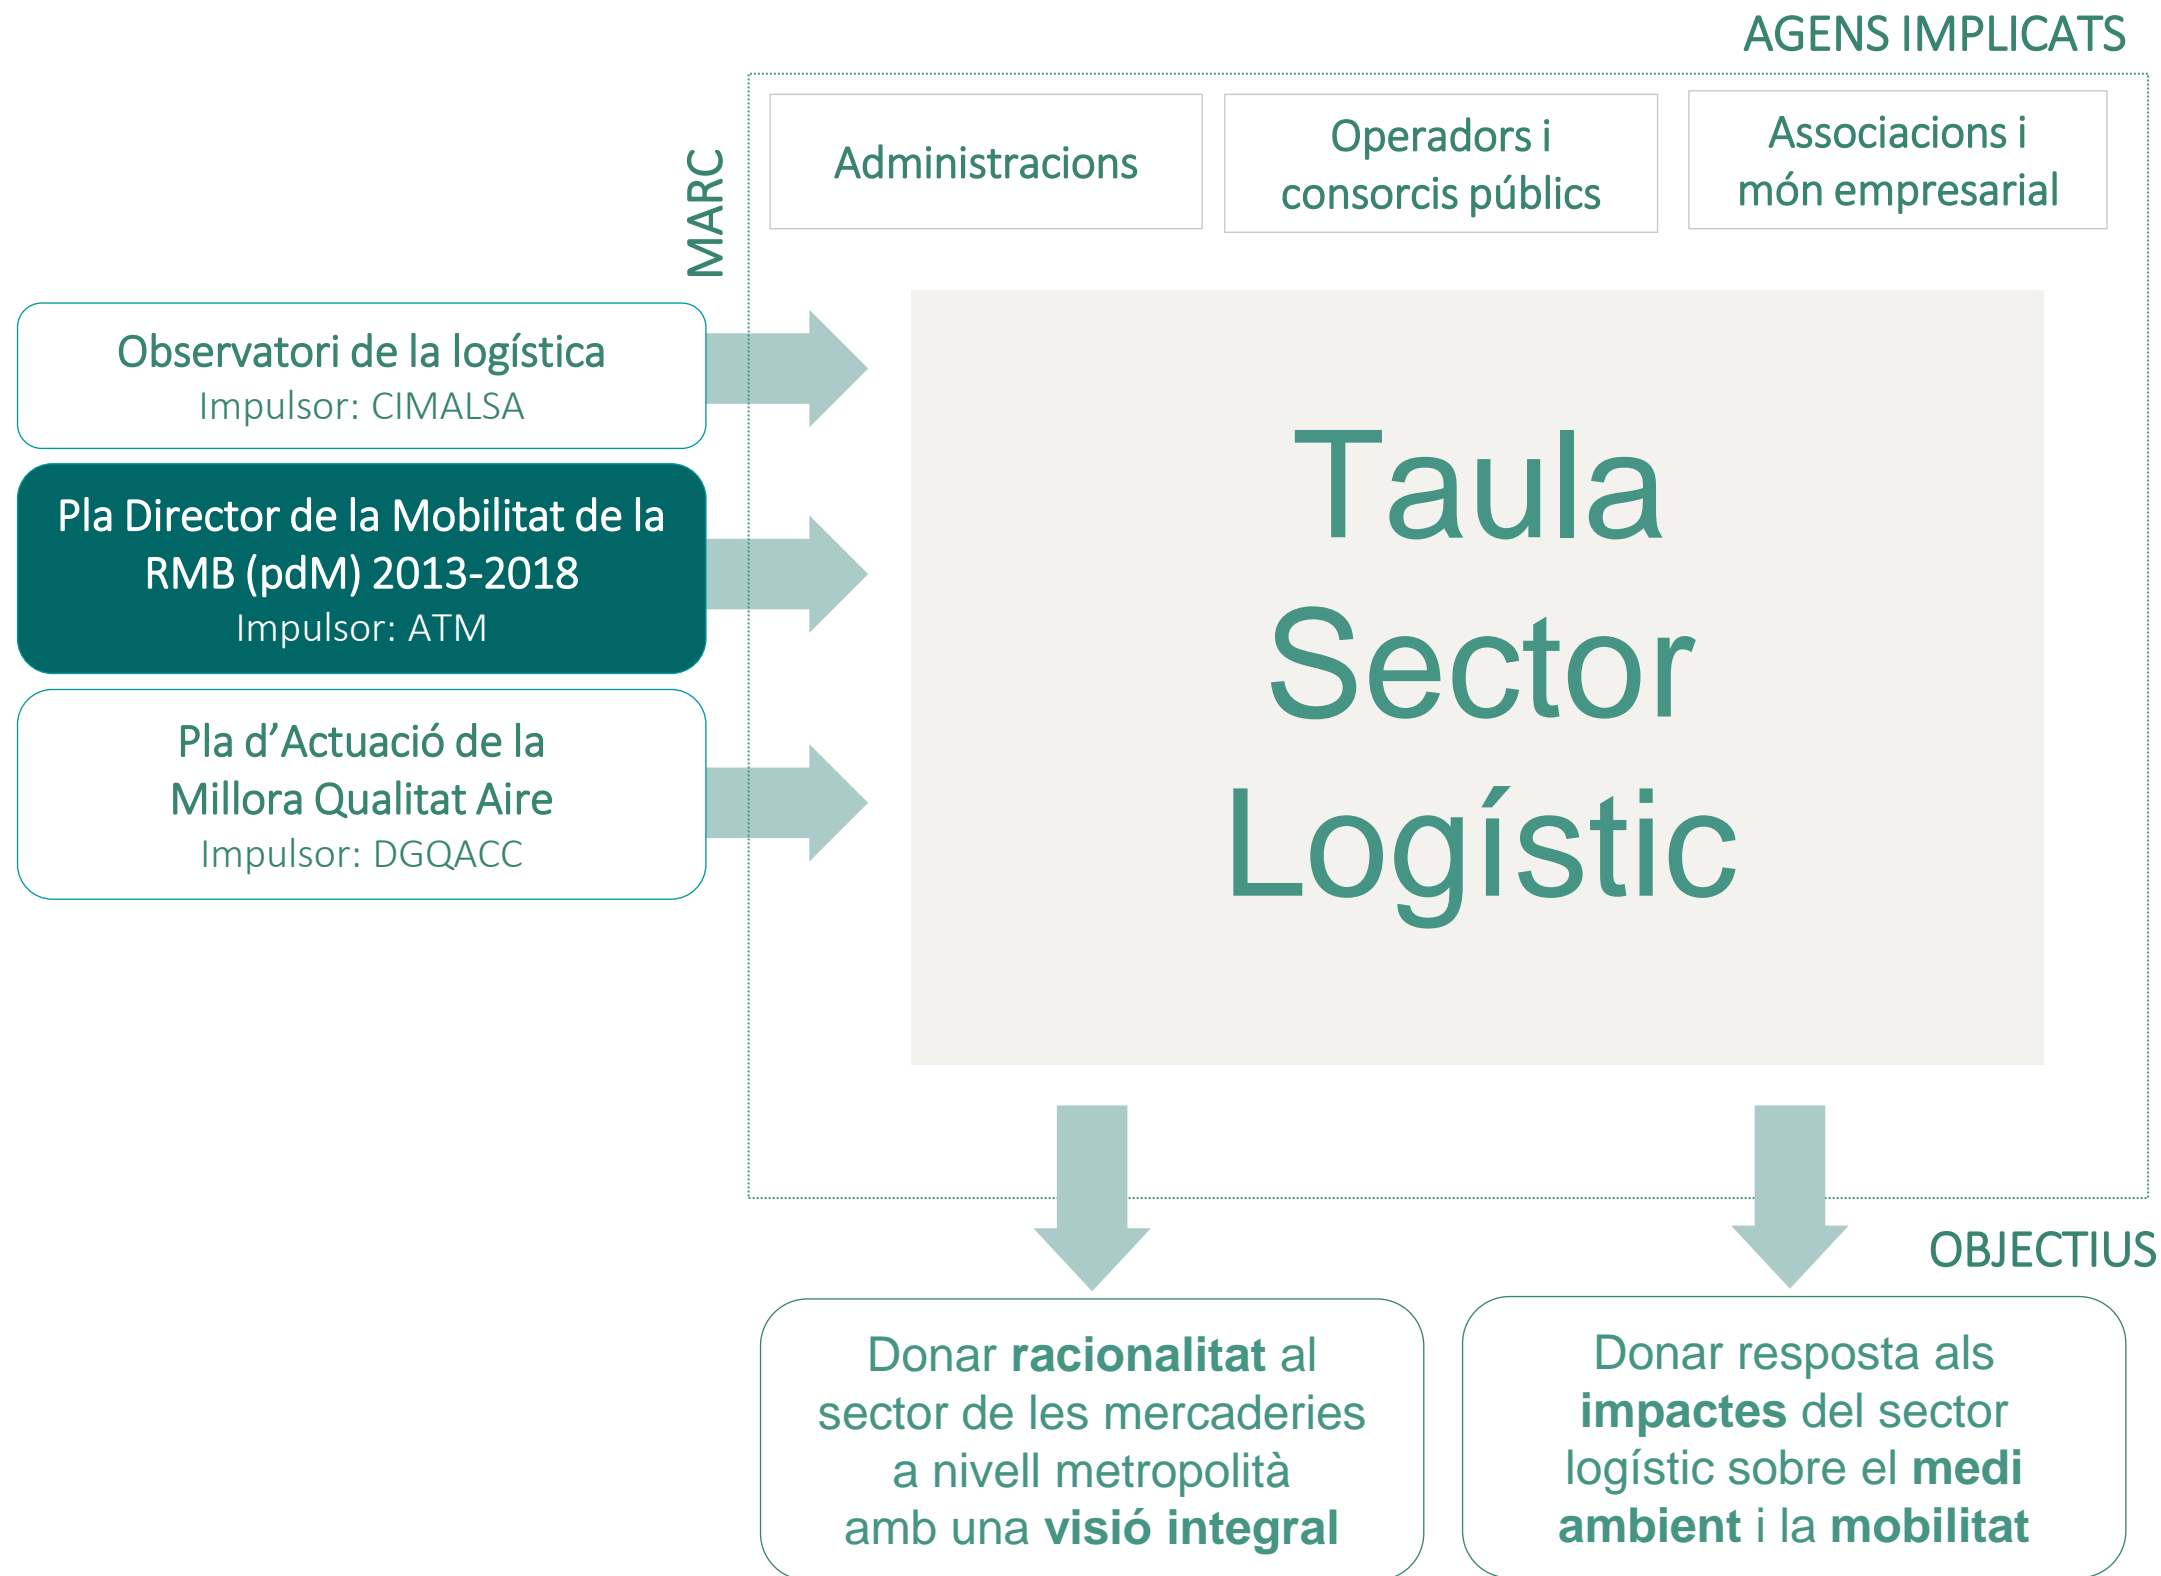 AGENS IMPLICATS
Administracions
Operadors i
consorcis públics
Associacions i
món empresarial
MARC
Observatori de la logística
Impulsor: CIMALSA
Pla Director de la Mobilitat de la
RMB (pdM) 2013-2018
Impulsor: ATM
Pla d’Actuació de la
Millora Qualitat Aire
Impulsor: DGQACC
Taula
Sector
Logístic
OBJECTIUS
Donar racionalitat al
sector de les mercaderies
a nivell metropolità
amb una visió integral
Donar resposta als
impactes del sector
logístic sobre el medi
ambient i la mobilitat